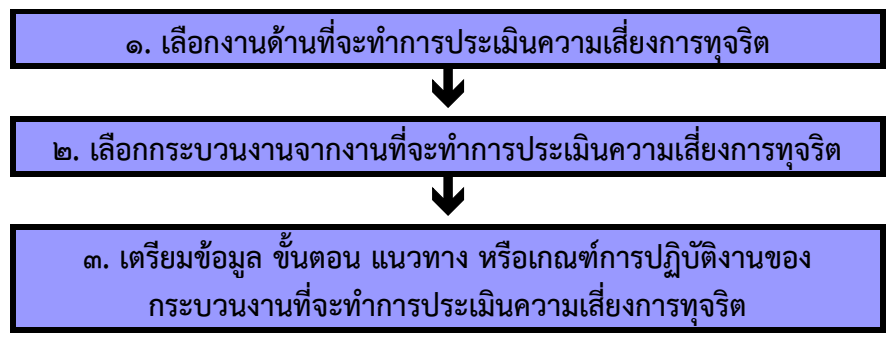 ๑. เลือกงานด้านที่จะทำการประเมินความเสี่ยงการทุจริต
๒. เลือกกระบวนงานจากงานที่จะทำการประเมินความเสี่ยงการทุจริต
๓. เตรียมข้อมูล ขั้นตอน แนวทาง หรือเกณฑ์การปฏิบัติงานของ
กระบวนงานที่จะทำการประเมินความเสี่ยงการทุจริต